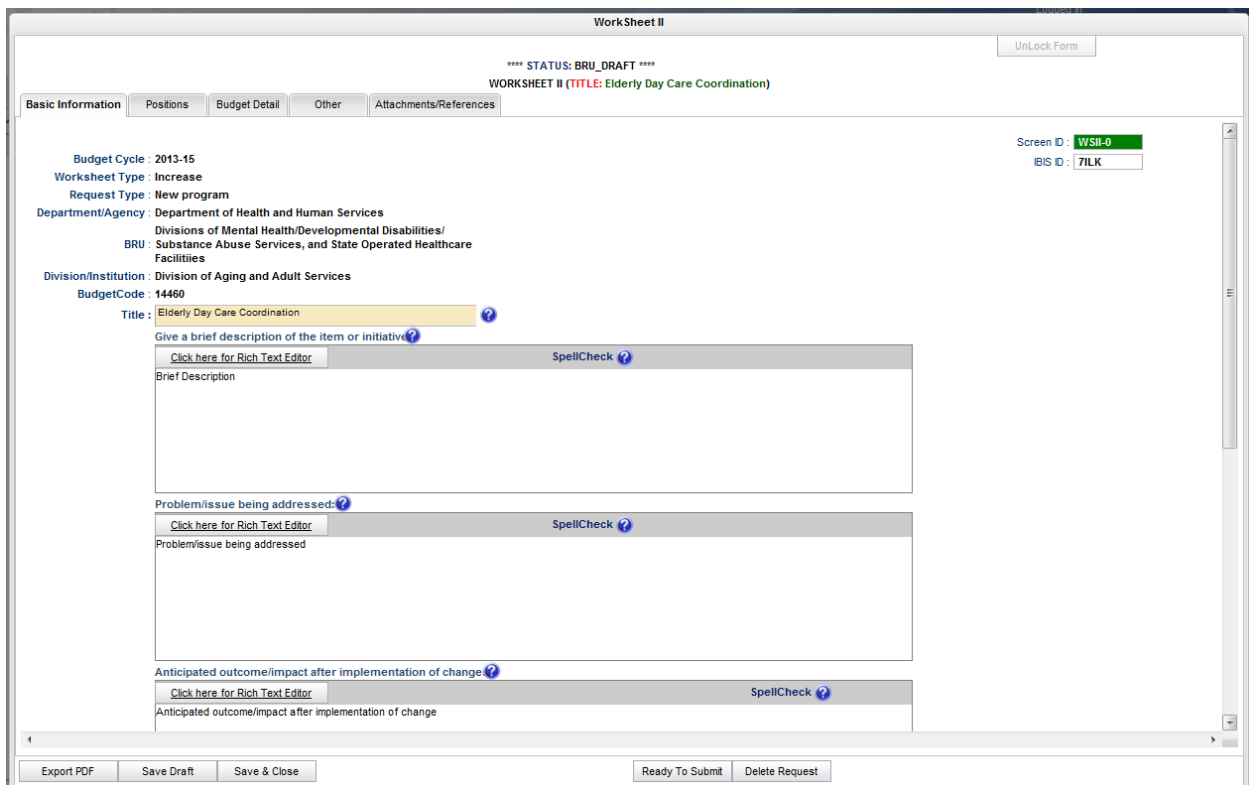 WorkSheet II
UnLock Form
**** STATUS: BRU_DRAFT ****
WORKSHEET II (TITLE: Elderly Day Care Coordination)
Basic Information Positions Budget Detail Other Attachments/References
Screen ID : WSII-0
IBIS ID : 7ILK
Budget Cycle : 2013-15
Worksheet Type : Increase
Request Type : New program
Department/Agency : Department of Health and Human Services
Divisions of Mental Health/Developmental Disabilities/
BRU : Substance Abuse Services, and State Operated Healthcare
Facilitiies
Division/Institution : Division of Aging and Adult Services
BudgetCode : 14460
Title : Elderly Day Care Coordination ?
Give a brief description of the item or initiative ?
Click here for Rich Text Editor SpellCheck ?
Brief Description
Problem/issue being addressed: ?
Click here for Rich Text Editor SpellCheck ?
Problem/issue being addressed
Anticipated outcome/impact after implementation of change ?
Click here for Rich Text Editor SpellCheck ?
Anticipated outcome/impact after implementation of change
Export PDF Save Draft Save & Close Ready To Submit Delete Request